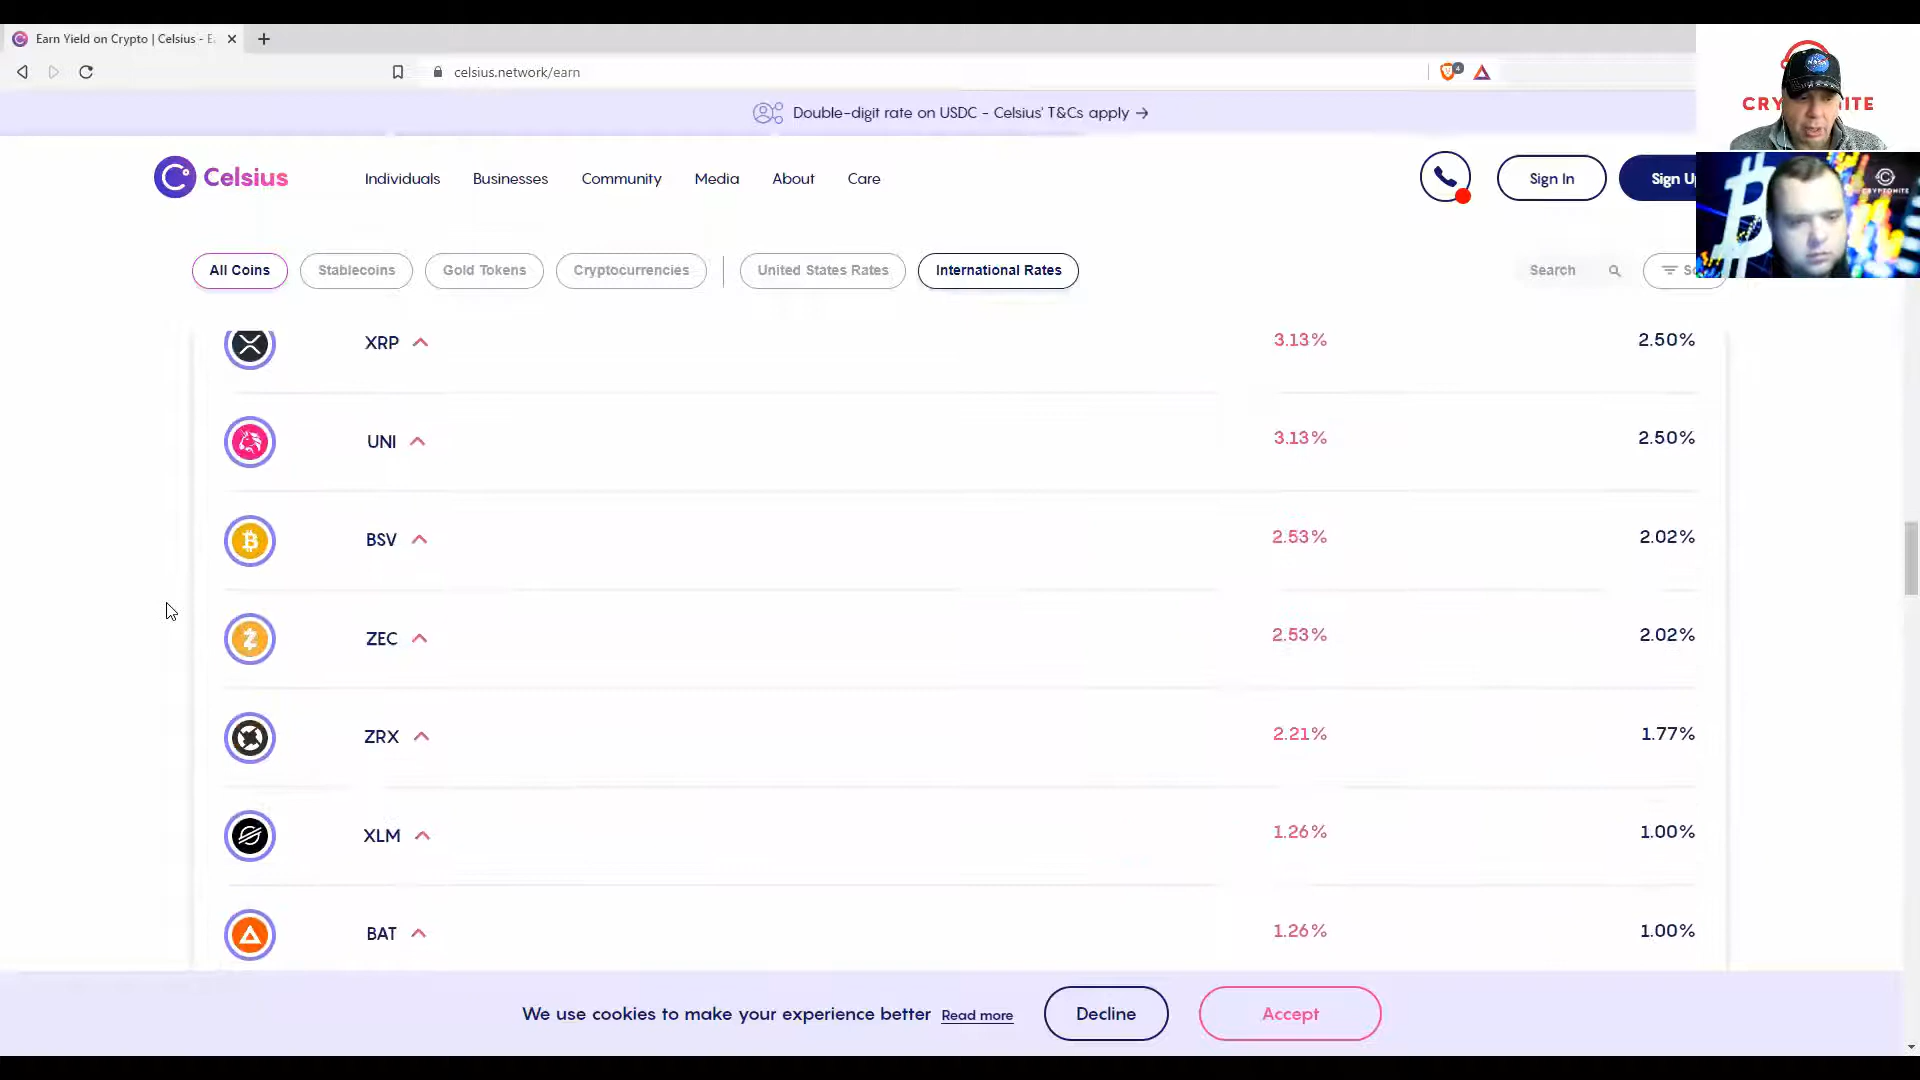 Earn Yield on Crypto | Celsius - E
celsius.network/earn
4
Double-digit rate on USDC - Celsius' T&Cs apply →
NASA
Celsius
Individuals
Businesses
Community
Media
About
Care
Sign In
Sign U
CRYPTOMITE
All Coins
Stablecoins
Gold Tokens
Cryptocurrencies
United States Rates
International Rates
Search
XRP 3.13% 2.50%
UNI 3.13% 2.50%
BSV 2.53% 2.02%
ZEC 2.53% 2.02%
ZRX 2.21% 1.77%
XLM 1.26% 1.00%
BAT 1.26% 1.00%
We use cookies to make your experience better Read more
Decline
Accept